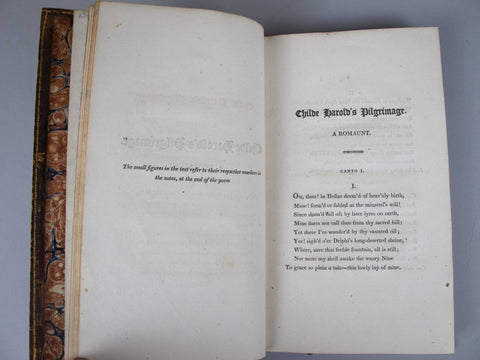 The small figures in the text refer to their respective numbers in
the notes, at the end of the poem
Childe Harold's Pilgrimage.
A ROMAUNT.
CANTO I.
I.
OH, thou! in Hellas deem'd of heav'nly birth,
Muse! form'd or fabled at the minstrel's will!
Since sham'd full oft by later lyres on earth,
Mine dares not call thee from thy sacred hill:
Yet there I've wander'd by thy vaunted rill;
Yes! sigh'd o'er Delphi's long-deserted shrine,
Where, save that feeble fountain, all is still;
Nor mote my shell awake the weary Nine
To grace so plain a tale—this lowly lay of mine.